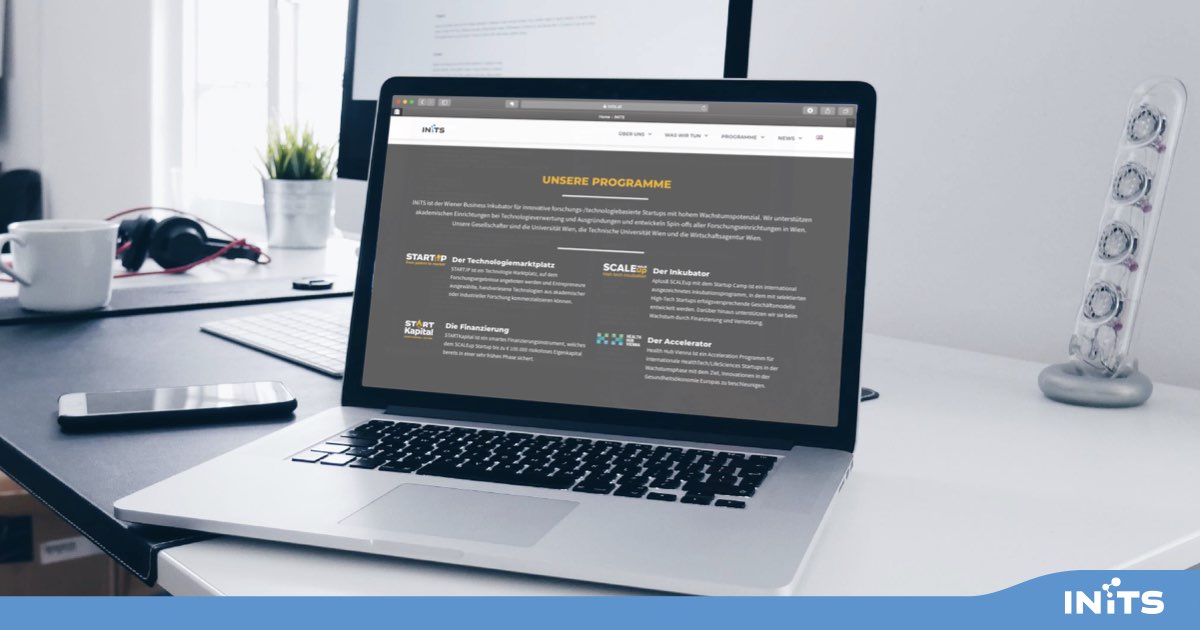 inits.at
Home - INiTS
INiTS
ÜBER UNS
WAS WIR TUN
PROGRAMME
NEWS
UNSERE PROGRAMME
INiTS ist der Wiener Business Inkubator für innovative forschungs-/technologiebasierte Startups mit hohem Wachstumspotenzial. Wir unterstützen
akademischen Einrichtungen bei Technologieverwertung und Ausgründungen und entwickeln Spin-offs aller Forschungseinrichtungen in Wien.
Unsere Gesellschafter sind die Universität Wien, die Technische Universität Wien und die Wirtschaftsagentur Wien.
START:IP
Der Technologiemarktplatz
START:IP ist ein Technologie Marktplatz, auf dem
Forschungsergebnisse angeboten werden und Entrepreneure
Ausgewählte, handverlesene Technologien aus akademischer
oder industrieller Forschung kommerzialisieren können.
SCALEup
high-tech incubation
Der Inkubator
AplusB SCALEup mit dem Startup Camp ist ein international
ausgezeichnetes Inkubationsprogramm, in dem mit selektierten
High-Tech Startups erfolgsversprechende Geschäftsmodelle
entwickelt werden. Darüber hinaus unterstützen wir sie beim
Wachstum durch Finanzierung und Vernetzung.
START
Kapital
Die Finanzierung
STARTKapital ist ein smartes Finanzierungsinstrument, welches
dem SCALEup Startup bis zu € 100 000 risikoloses Eigenkapital
bereits in einer sehr frühen Phase sichert.
HEALTH
HUB
VIENNA
Der Accelerator
Health Hub Vienna ist ein Acceleration Programm für
internationale HealthTech/LifeSciences Startups in der
Wachstumsphase mit dem Ziel, Innovationen in der
Gesundheitsökonomie Europas zu beschleunigen.
INiTS